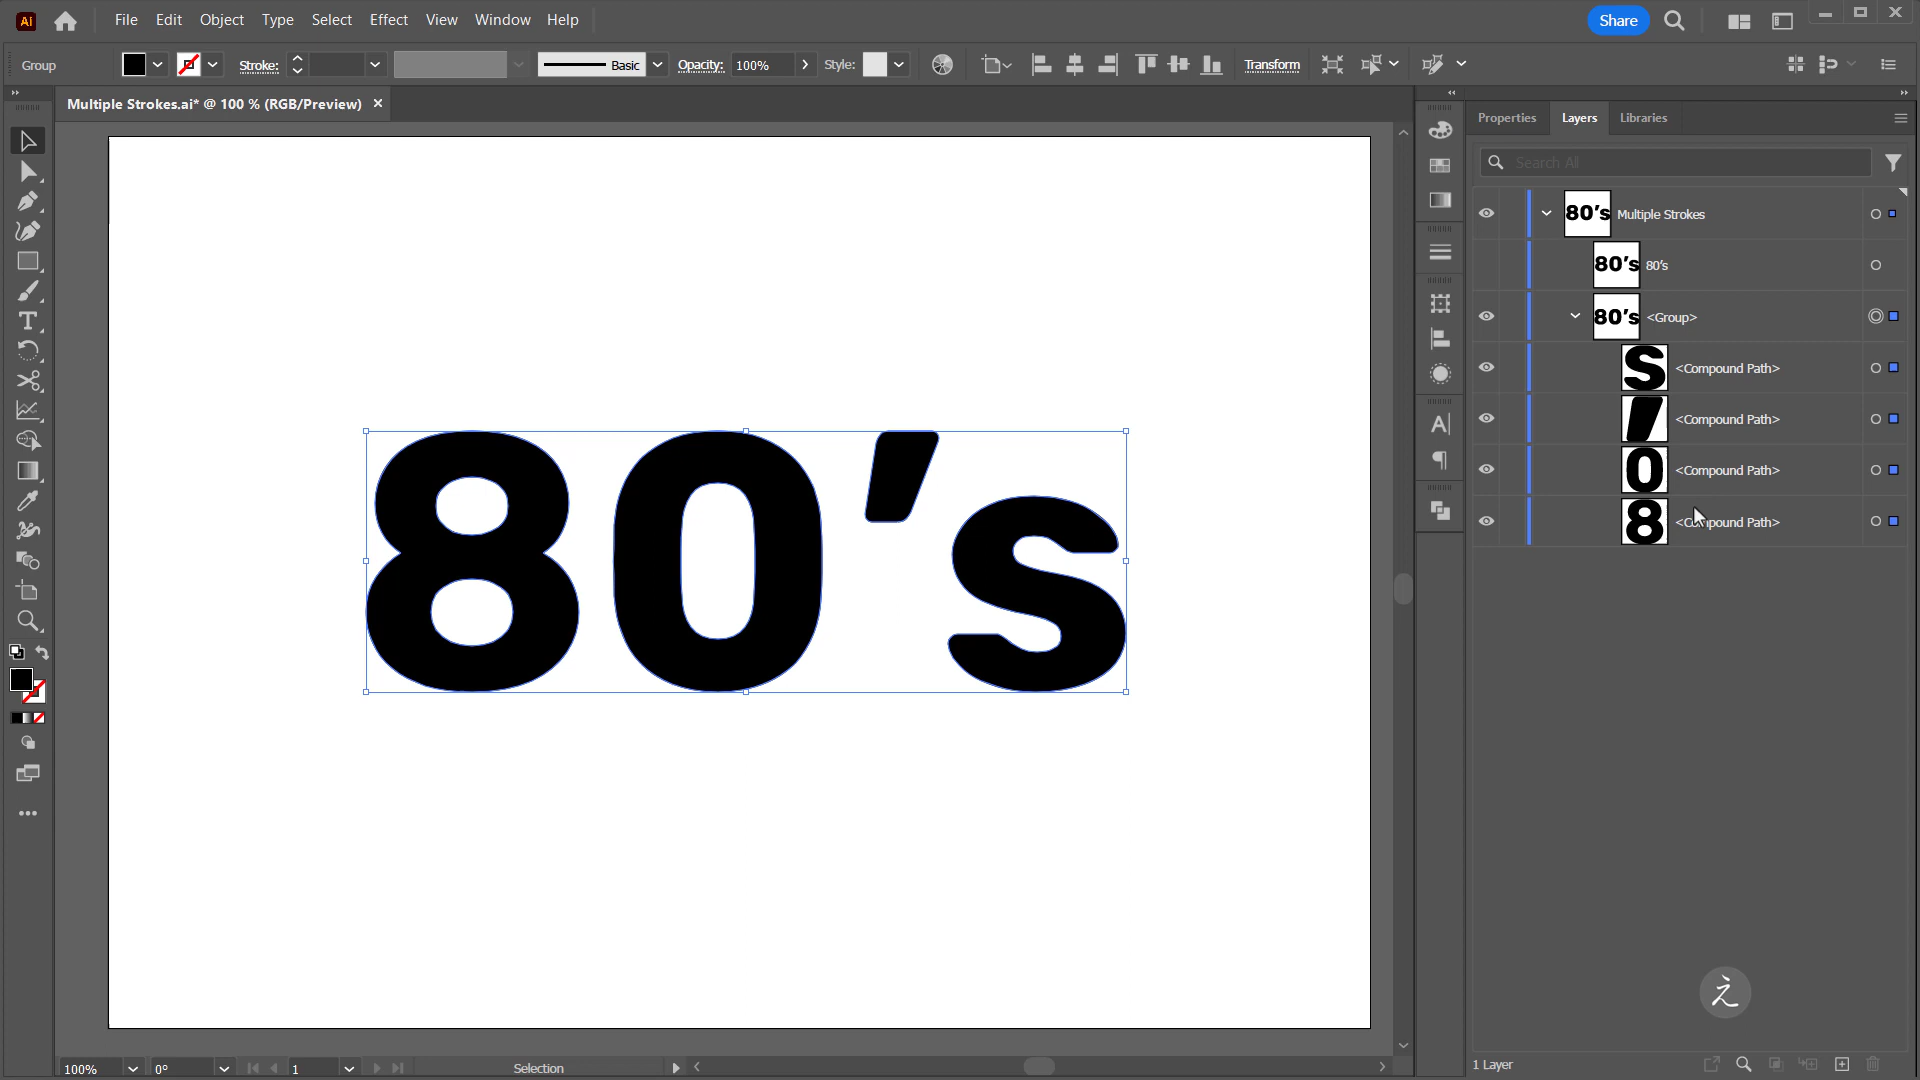 Ai File Edit Object Type Select Effect View Window Help Share
Group Stroke: Basic Opacity: 100% Style: Transform
Multiple Strokes.ai* @ 100 % (RGB/Preview)
Properties Layers Libraries
Search All
80's Multiple Strokes
80's 80's
80's <Group>
s <Compound Path>
' <Compound Path>
0 <Compound Path>
8 <Compound Path>
80's
之
100% 0° 1 Selection
1 Layer